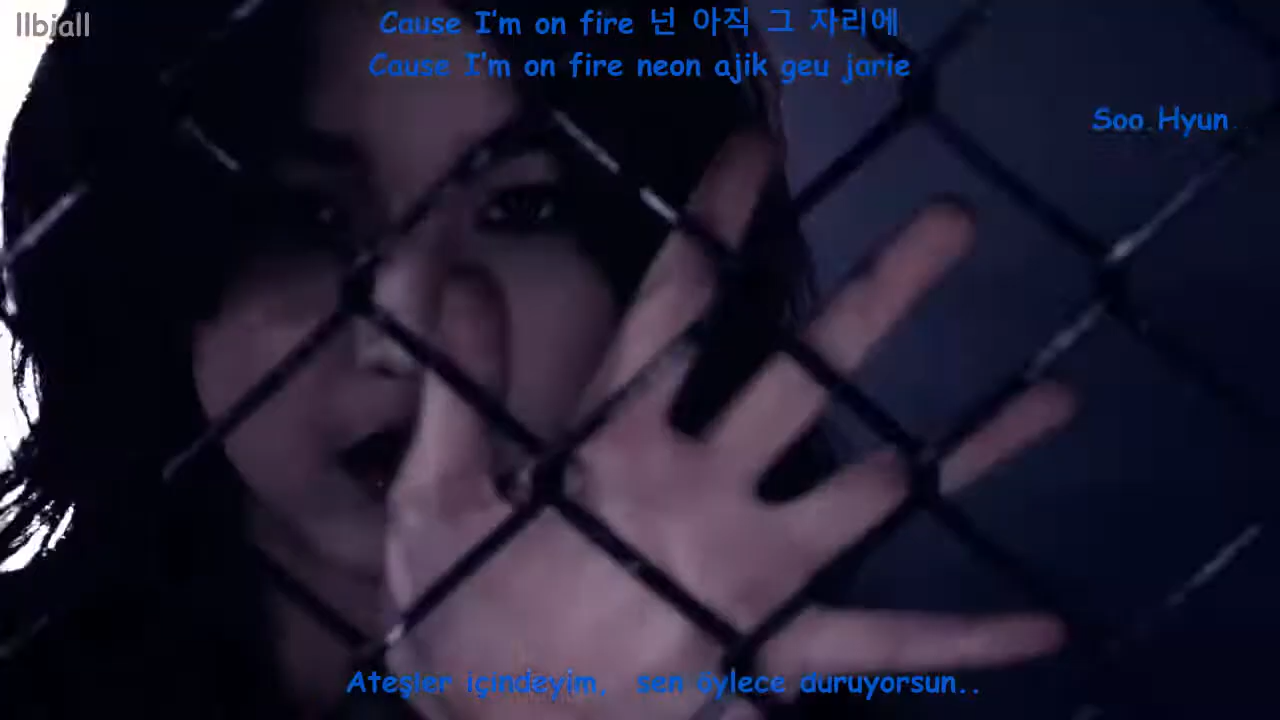 llbjall
Cause I'm on fire 넌 아직 그 자리에
Cause I'm on fire neon ajik geu jarie
Soo Hyun..
Ateşler içindeyim, sen öylece duruyorsun..